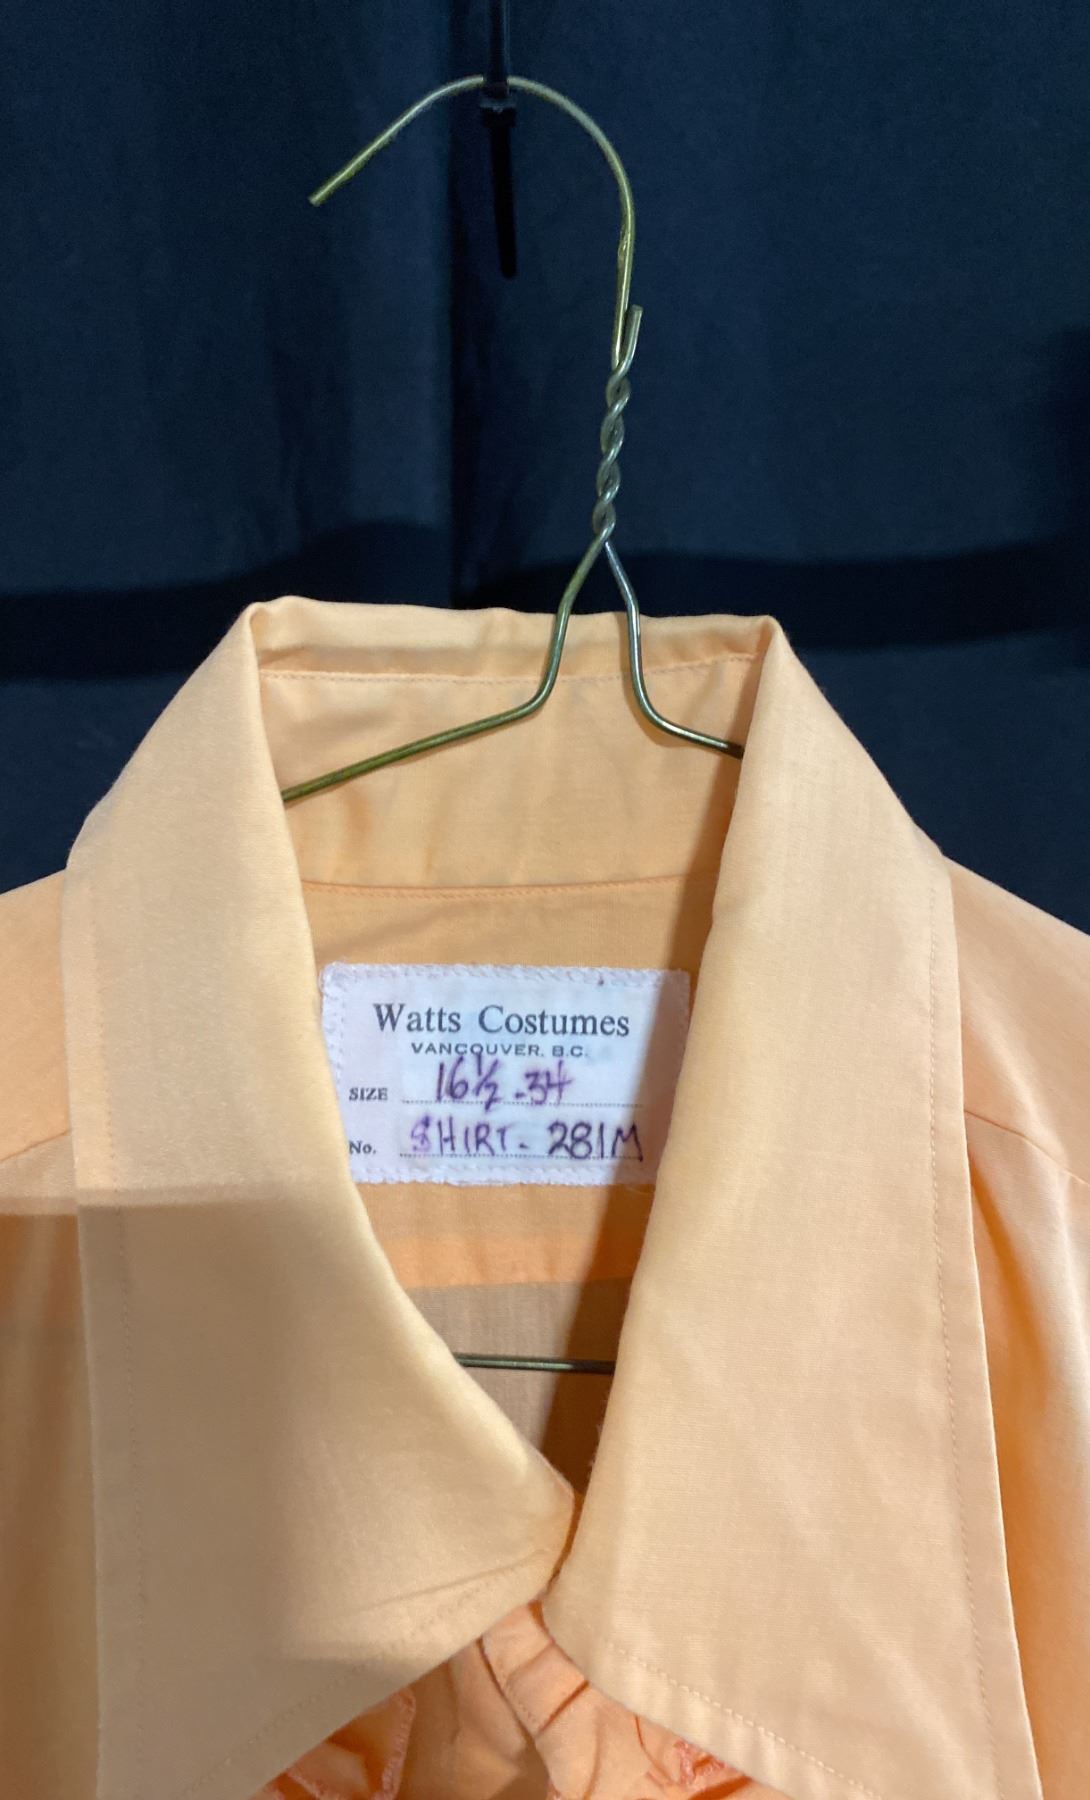 Watts Costumes
VANCOUVER, B.C.
SIZE 16½ - 34
No. SHIRT - 281M